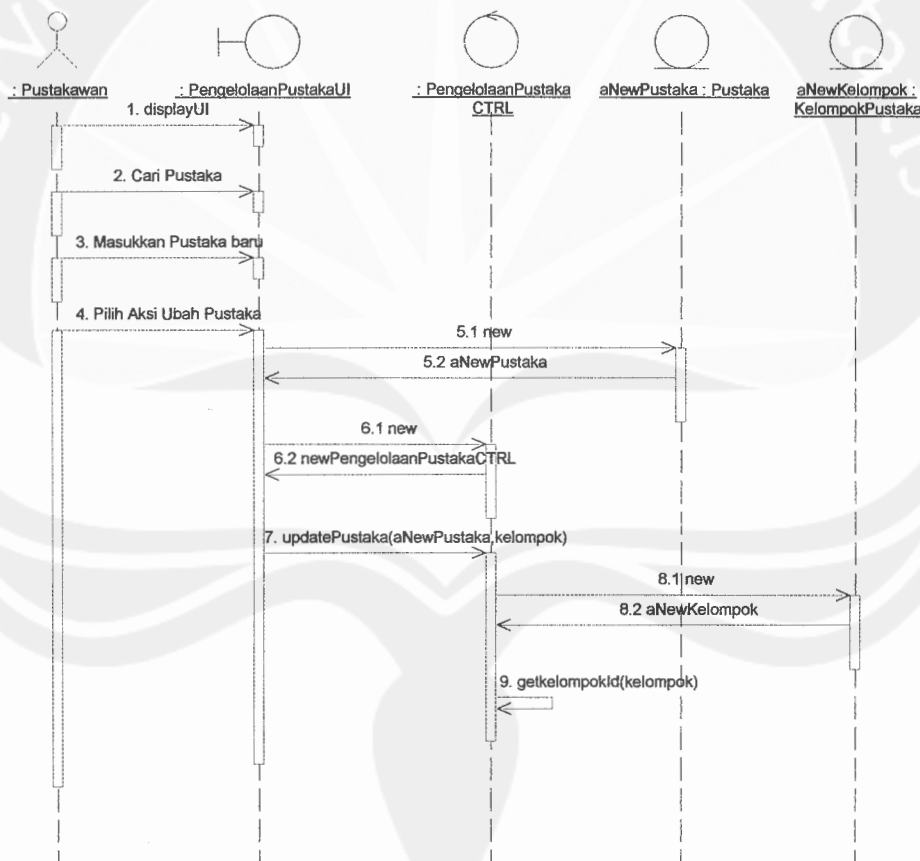 : Pustakawan
: PengelolaanPustakaUI
: PengelolaanPustaka
CTRL
aNewPustaka : Pustaka
aNewKelompok :
KelompokPustaka
1. displayUI
2. Cari Pustaka
3. Masukkan Pustaka baru
4. Pilih Aksi Ubah Pustaka
5.1 new
5.2 aNewPustaka
6.1 new
6.2 newPengelolaanPustakaCTRL
7. updatePustaka(aNewPustaka,kelompok)
8.1 new
8.2 aNewKelompok
9. getkelompokId(kelompok)